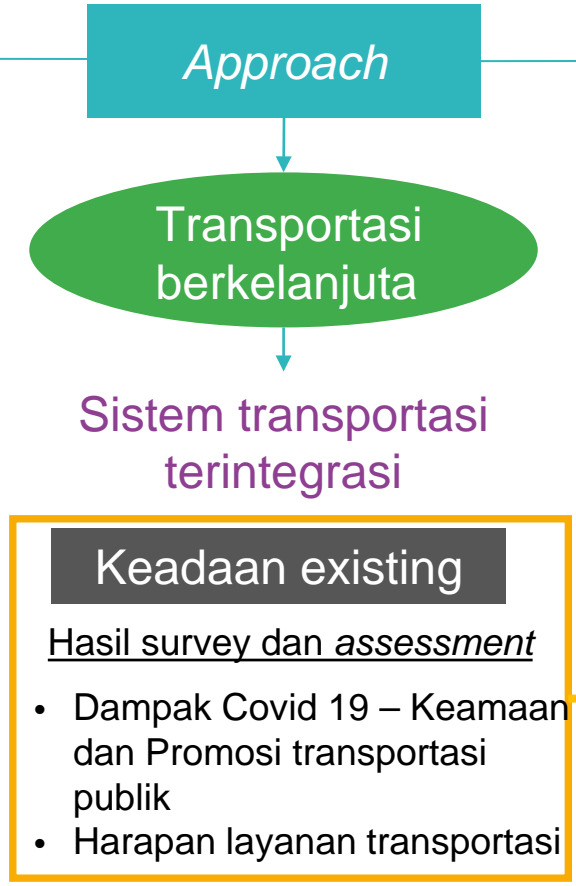 Approach
Transportasi
berkelanjuta
Sistem transportasi
terintegrasi
Keadaan existing
Hasil survey dan assessment
• Dampak Covid 19 – Keamaan
dan Promosi transportasi
publik
• Harapan layanan transportasi